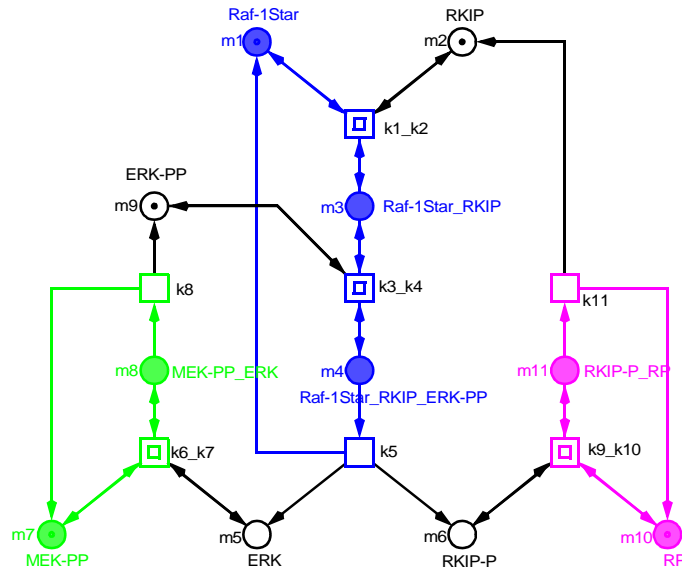 Raf-1Star
RKIP
m1
m2
k1_k2
ERK-PP
m9
m3
Raf-1Star_RKIP
k8
k3_k4
k11
m8
MEK-PP_ERK
m4
Raf-1Star_RKIP_ERK-PP
m11
RKIP-P_RP
k6_k7
k5
k9_k10
m7
MEK-PP
m5
ERK
m6
RKIP-P
m10
RP